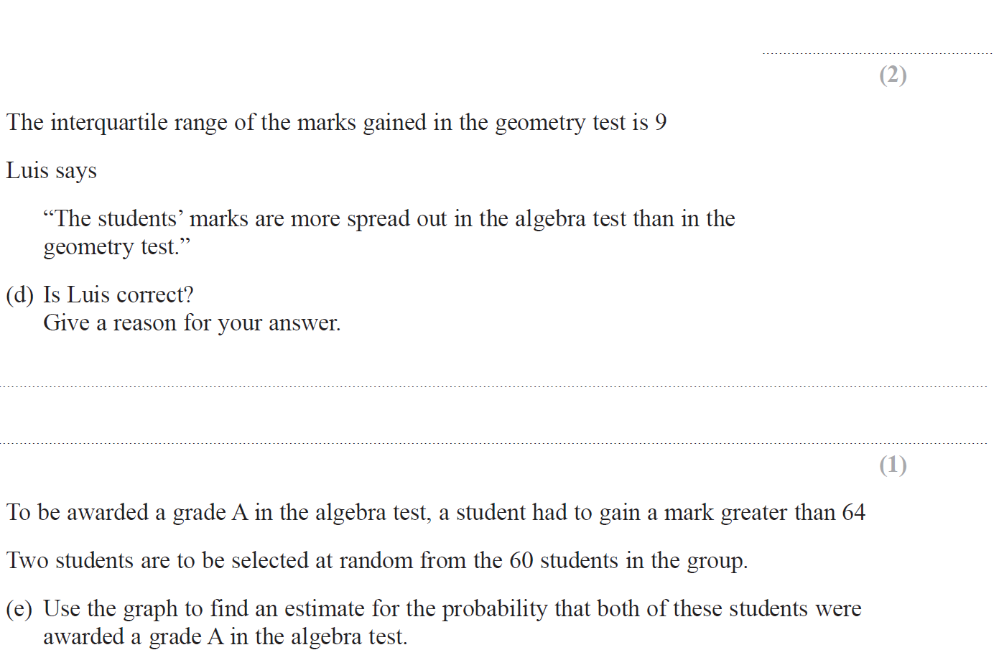 (2)
The interquartile range of the marks gained in the geometry test is 9
Luis says
“The students’ marks are more spread out in the algebra test than in the
geometry test.”
(d) Is Luis correct?
Give a reason for your answer.
(1)
To be awarded a grade A in the algebra test, a student had to gain a mark greater than 64
Two students are to be selected at random from the 60 students in the group.
(e) Use the graph to find an estimate for the probability that both of these students were
awarded a grade A in the algebra test.